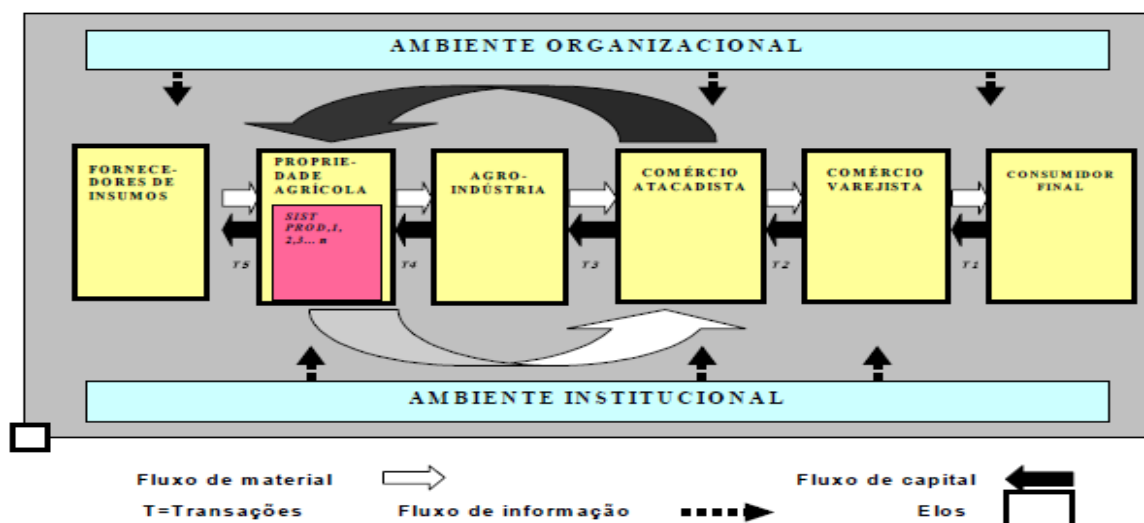 AMBIENTE ORGANIZACIONAL
FORNECE-
DORES DE
INSUMOS
PROPRIE-
DADE
AGRÍCOLA
SIST
PROD,1,
2,3... n
AGRO-
INDÚSTRIA
COMÉRCIO
ATACADISTA
COMÉRCIO
VAREJISTA
CONSUMIDOR
FINAL
T5
T4
T3
T2
T1
AMBIENTE INSTITUCIONAL
Fluxo de material
Fluxo de capital
T=Transações
Fluxo de informação
Elos